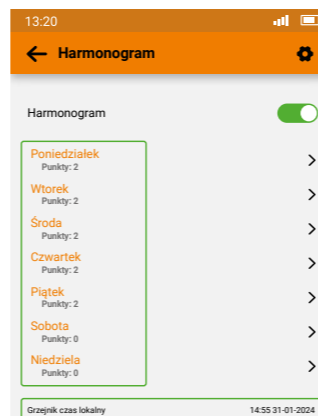 13:20
Harmonogram
Harmonogram
Poniedziałek
Punkty: 2
Wtorek
Punkty: 2
Środa
Punkty: 2
Czwartek
Punkty: 2
Piątek
Punkty: 2
Sobota
Punkty: 0
Niedziela
Punkty: 0
Grzejnik czas lokalny 14:55 31-01-2024